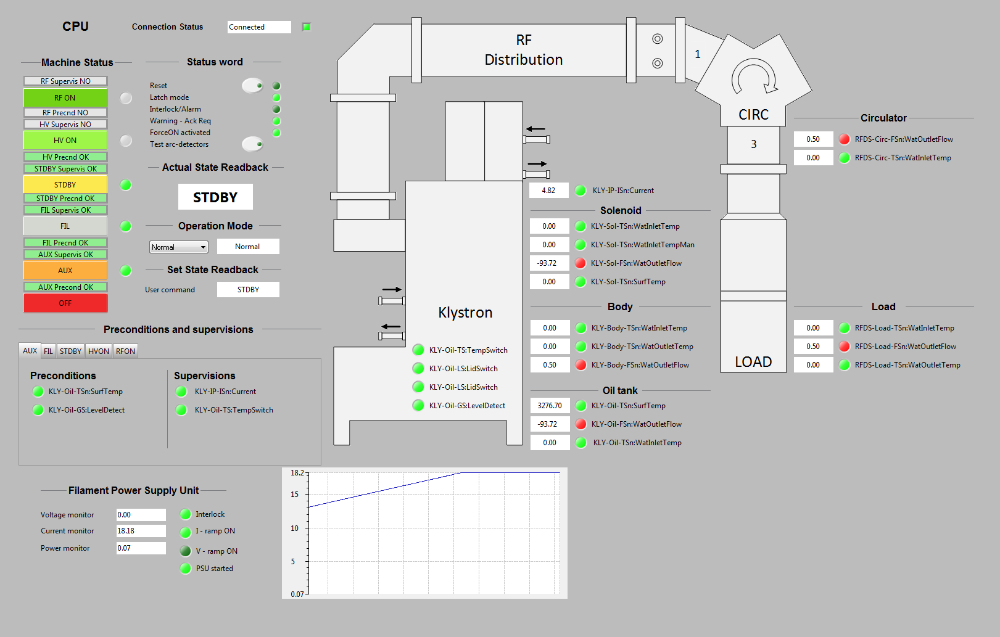 CPU
Connection Status
Connected
Machine Status
RF Supervis NO
RF ON
RF Precnd NO
HV Supervis NO
HV ON
HV Precnd OK
STDBY Supervis OK
STDBY
STDBY Precnd OK
FIL Supervis OK
FIL
FIL Precnd OK
AUX Supervis OK
AUX
AUX Precond OK
OFF
Status word
Reset
Latch mode
Interlock/Alarm
Warning - Ack Req
ForceON activated
Test arc-detectors
Actual State Readback
STDBY
Operation Mode
Normal
Normal
Set State Readback
User command
STDBY
Preconditions and supervisions
AUX FIL STDBY HVON RFON
Preconditions
KLY-Oil-TSn:SurfTemp
KLY-Oil-GS:LevelDetect
Supervisions
KLY-IP-ISn:Current
KLY-Oil-TS:TempSwitch
Filament Power Supply Unit
Voltage monitor 0.00
Current monitor 18.18
Power monitor 0.07
Interlock
I - ramp ON
V - ramp ON
PSU started
18.2
15
10
5
0.07
RF
Distribution
1
CIRC
3
LOAD
Klystron
KLY-Oil-TS:TempSwitch
KLY-Oil-LS:LidSwitch
KLY-Oil-LS:LidSwitch
KLY-Oil-GS:LevelDetect
4.82 KLY-IP-ISn:Current
Solenoid
0.00 KLY-Sol-TSn:WatInletTemp
0.00 KLY-Sol-TSn:WatInletTempMan
-93.72 KLY-Sol-FSn:WatOutletFlow
0.00 KLY-Sol-TSn:SurfTemp
Body
0.00 KLY-Body-TSn:WatInletTemp
0.00 KLY-Body-TSn:WatOutletTemp
0.50 KLY-Body-FSn:WatOutletFlow
Oil tank
3276.70 KLY-Oil-TSn:SurfTemp
-93.72 KLY-Oil-FSn:WatOutletFlow
0.00 KLY-Oil-TSn:WatInletTemp
Circulator
0.50 RFDS-Circ-FSn:WatOutletFlow
0.00 RFDS-Circ-TSn:WatInletTemp
Load
0.00 RFDS-Load-TSn:WatInletTemp
0.50 RFDS-Load-FSn:WatOutletFlow
0.00 RFDS-Load-TSn:WatOutletTemp